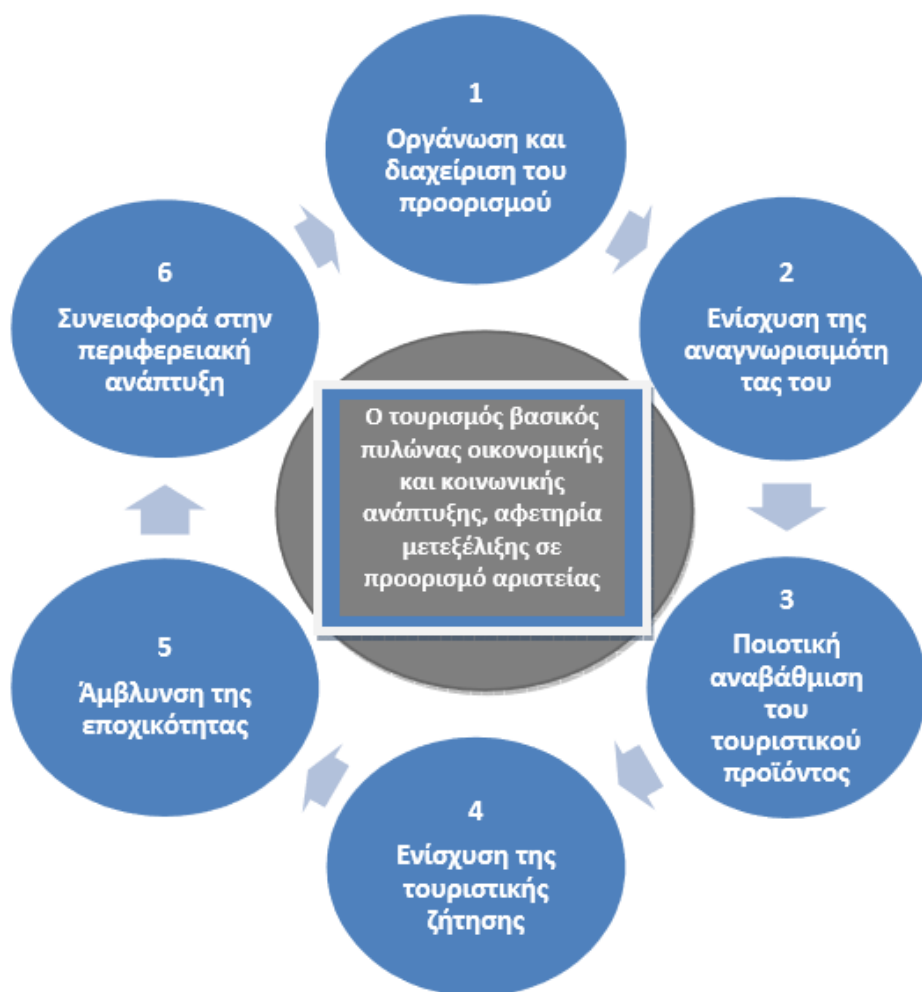 1
Οργάνωση και
διαχείριση του
προορισμού
2
Ενίσχυση της
αναγνωρισιμότη
τας του
3
Ποιοτική
αναβάθμιση
του
τουριστικού
προϊόντος
4
Ενίσχυση της
τουριστικής
ζήτησης
5
Άμβλυνση της
εποχικότητας
6
Συνεισφορά στην
περιφερειακή
ανάπτυξη
Ο τουρισμός βασικός
πυλώνας οικονομικής
και κοινωνικής
ανάπτυξης, αφετηρία
μετεξέλιξης σε
προορισμό αριστείας